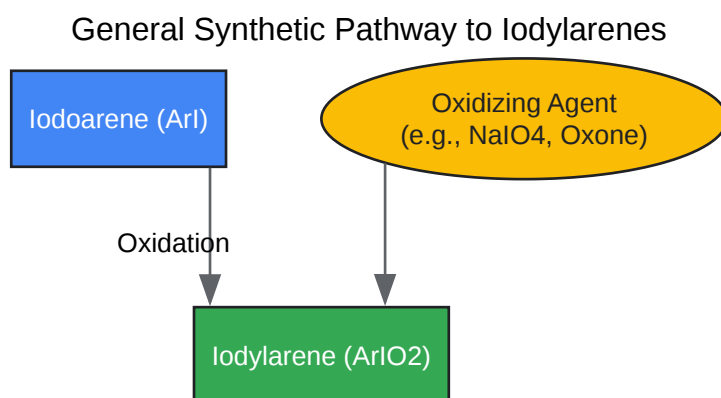 General Synthetic Pathway to Iodylarenes
Iodoarene (ArI)
Oxidizing Agent
(e.g., NaIO4, Oxone)
Oxidation
Iodylarene (ArIO2)